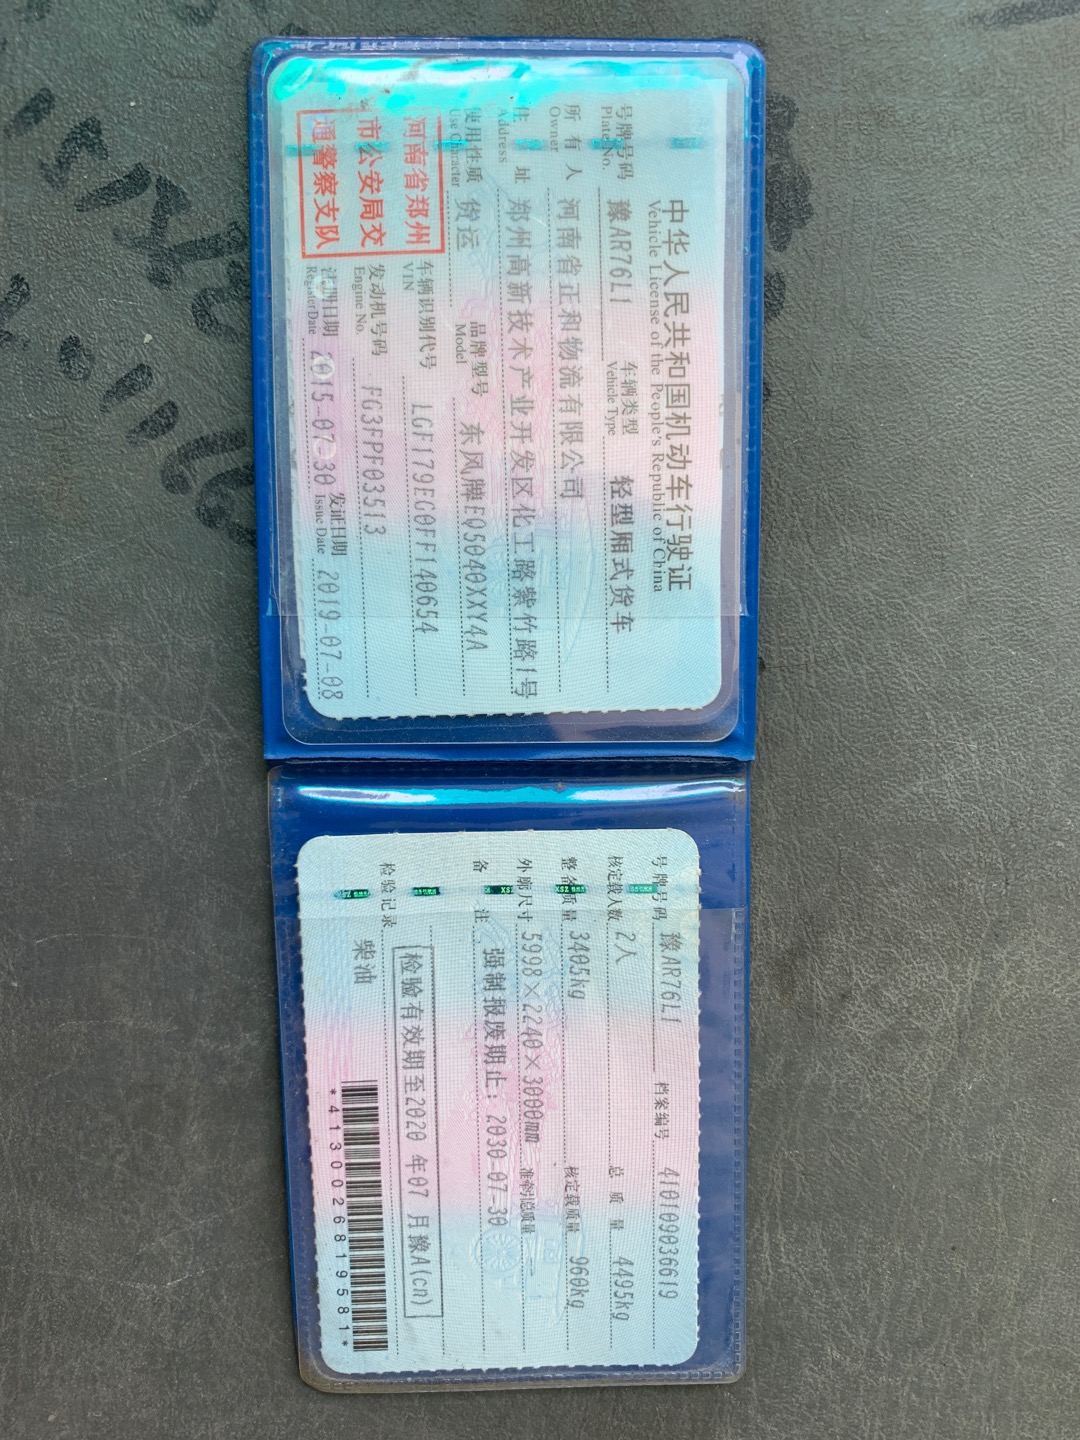 中华人民共和国机动车行驶证
Vehicle License of the People's Republic of China
号牌号码 豫AR76L1 车辆类型 轻型厢式货车
Plate No. Vehicle Type
所有人 河南省正和物流有限公司
Owner
住址 郑州高新技术产业开发区化工路紫竹路1号
Address
使用性质 货运 品牌型号 东风牌EQ5040XXY4A
Use Character Model
河南省郑州
市公安局交
通警察支队
车辆识别代号 LGF179EG0FF140654
VIN
发动机号码 FG3FPF03513
Engine No.
注册日期 2015-07-30 发证日期 2019-07-08
Register Date Issue Date
号牌号码 豫AR76L1 档案编号 410109036619
核定载人数 2人 总质量 4495kg
整备质量 3405kg 核定载质量 960kg
外廓尺寸 5998×2240×3000mm 准牵引总质量
备注 强制报废期止：2030-07-30
检验有效期至2020年07月豫A(cn)
检验记录
柴油
*4130026819581*